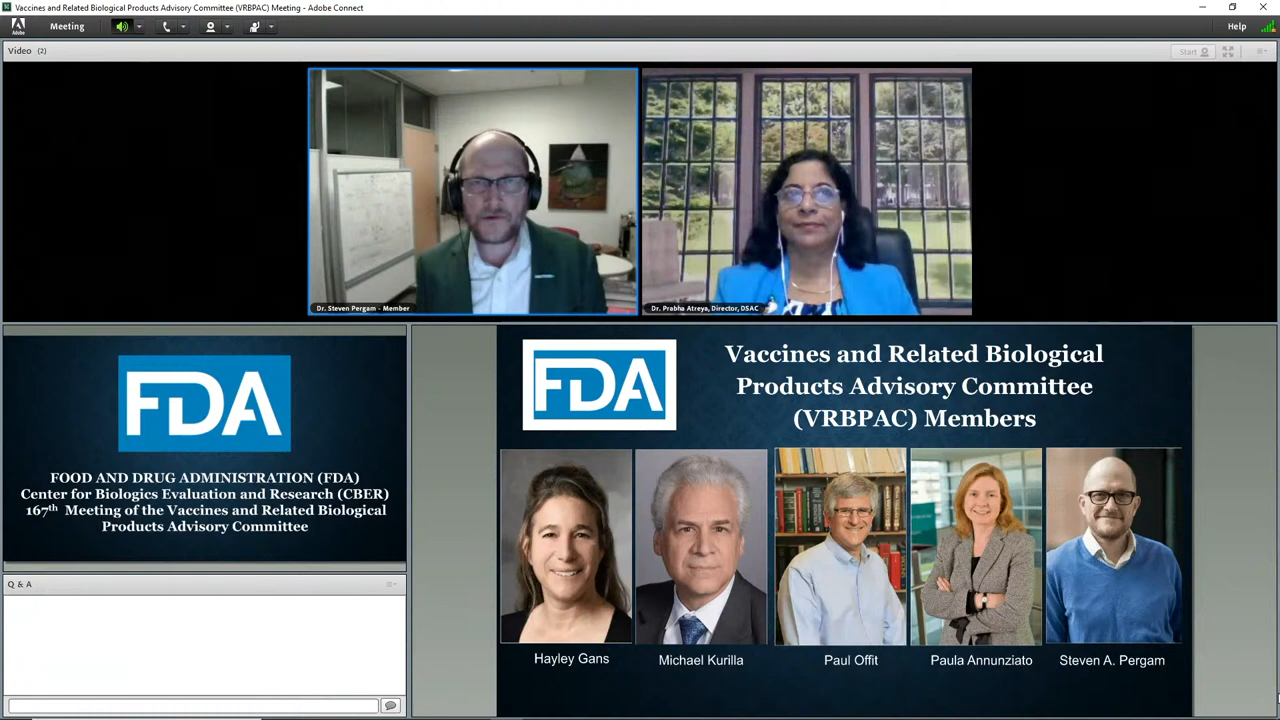 Vaccines and Related Biological Products Advisory Committee (VRBPAC) Meeting - Adobe Connect
Adobe
Meeting
Help
Video (2)
Start
Dr. Steven Pergam - Member
Dr. Prabha Atreya, Director, DSAC
FDA
FOOD AND DRUG ADMINISTRATION (FDA)
Center for Biologics Evaluation and Research (CBER)
167th Meeting of the Vaccines and Related Biological
Products Advisory Committee
Q & A
FDA
Vaccines and Related Biological
Products Advisory Committee
(VRBPAC) Members
Hayley Gans
Michael Kurilla
Paul Offit
Paula Annunziato
Steven A. Pergam